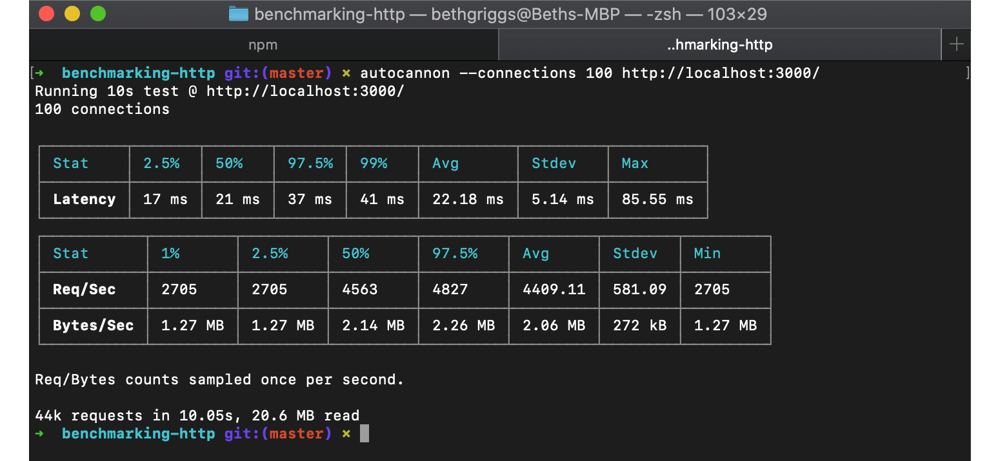 benchmarking-http — bethgriggs@Beths-MBP — -zsh — 103×29
npm ..hmarking-http +
[➜ benchmarking-http git:(master) × autocannon --connections 100 http://localhost:3000/ ]
Running 10s test @ http://localhost:3000/
100 connections
Stat 2.5% 50% 97.5% 99% Avg Stdev Max
Latency 17 ms 21 ms 37 ms 41 ms 22.18 ms 5.14 ms 85.55 ms
Stat 1% 2.5% 50% 97.5% Avg Stdev Min
Req/Sec 2705 2705 4563 4827 4409.11 581.09 2705
Bytes/Sec 1.27 MB 1.27 MB 2.14 MB 2.26 MB 2.06 MB 272 kB 1.27 MB
Req/Bytes counts sampled once per second.
44k requests in 10.05s, 20.6 MB read
➜ benchmarking-http git:(master) ×